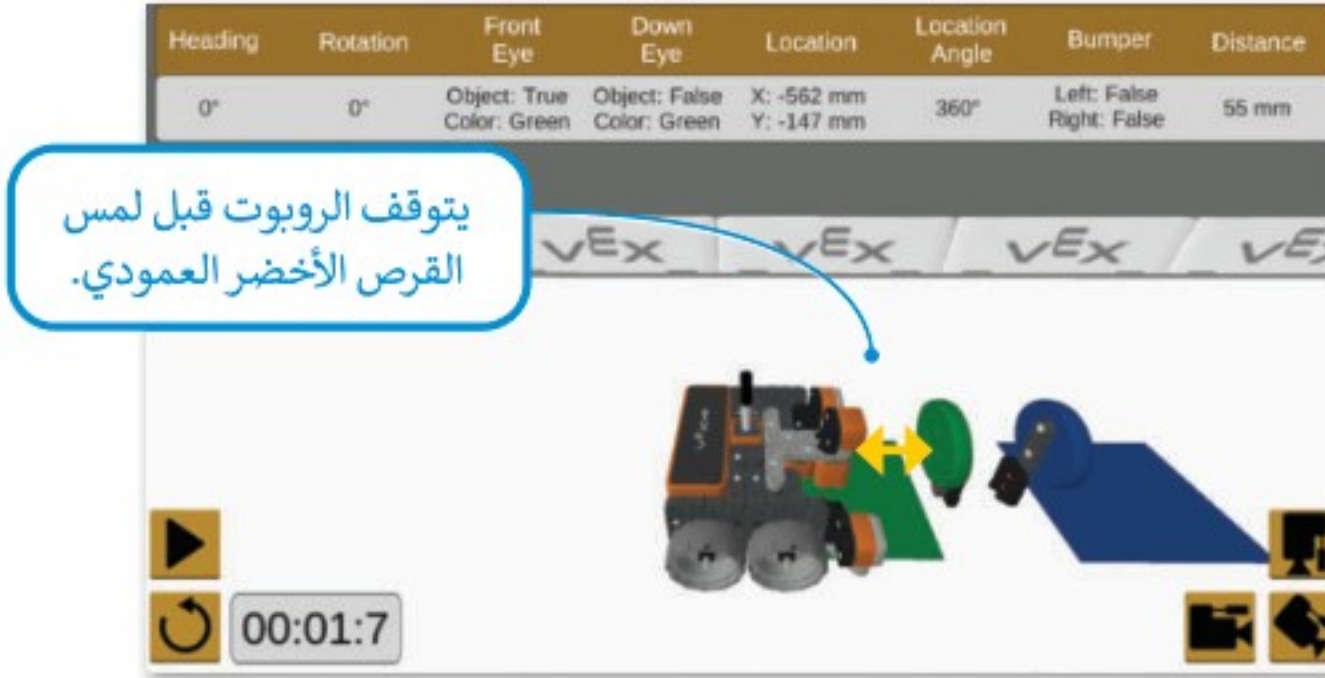 Heading Rotation Front Eye Down Eye Location Location Angle Bumper Distance
0° 0° Object: True Object: False X: -562 mm 360° Left: False 55 mm
Color: Green Color: Green Y: -147 mm Right: False
يتوقف الروبوت قبل لمس
القرص الأخضر العمودي.
VEX VEX VEX VEX
00:01:7